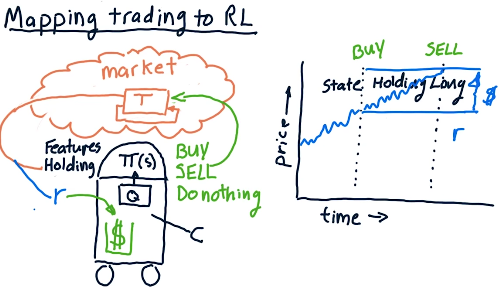 Mapping trading to RL
market
T
Features
Holding
π(s)
BUY
SELL
Do nothing
Q
r
$
C
BUY SELL
State Holding Long
$
r
price →
time →